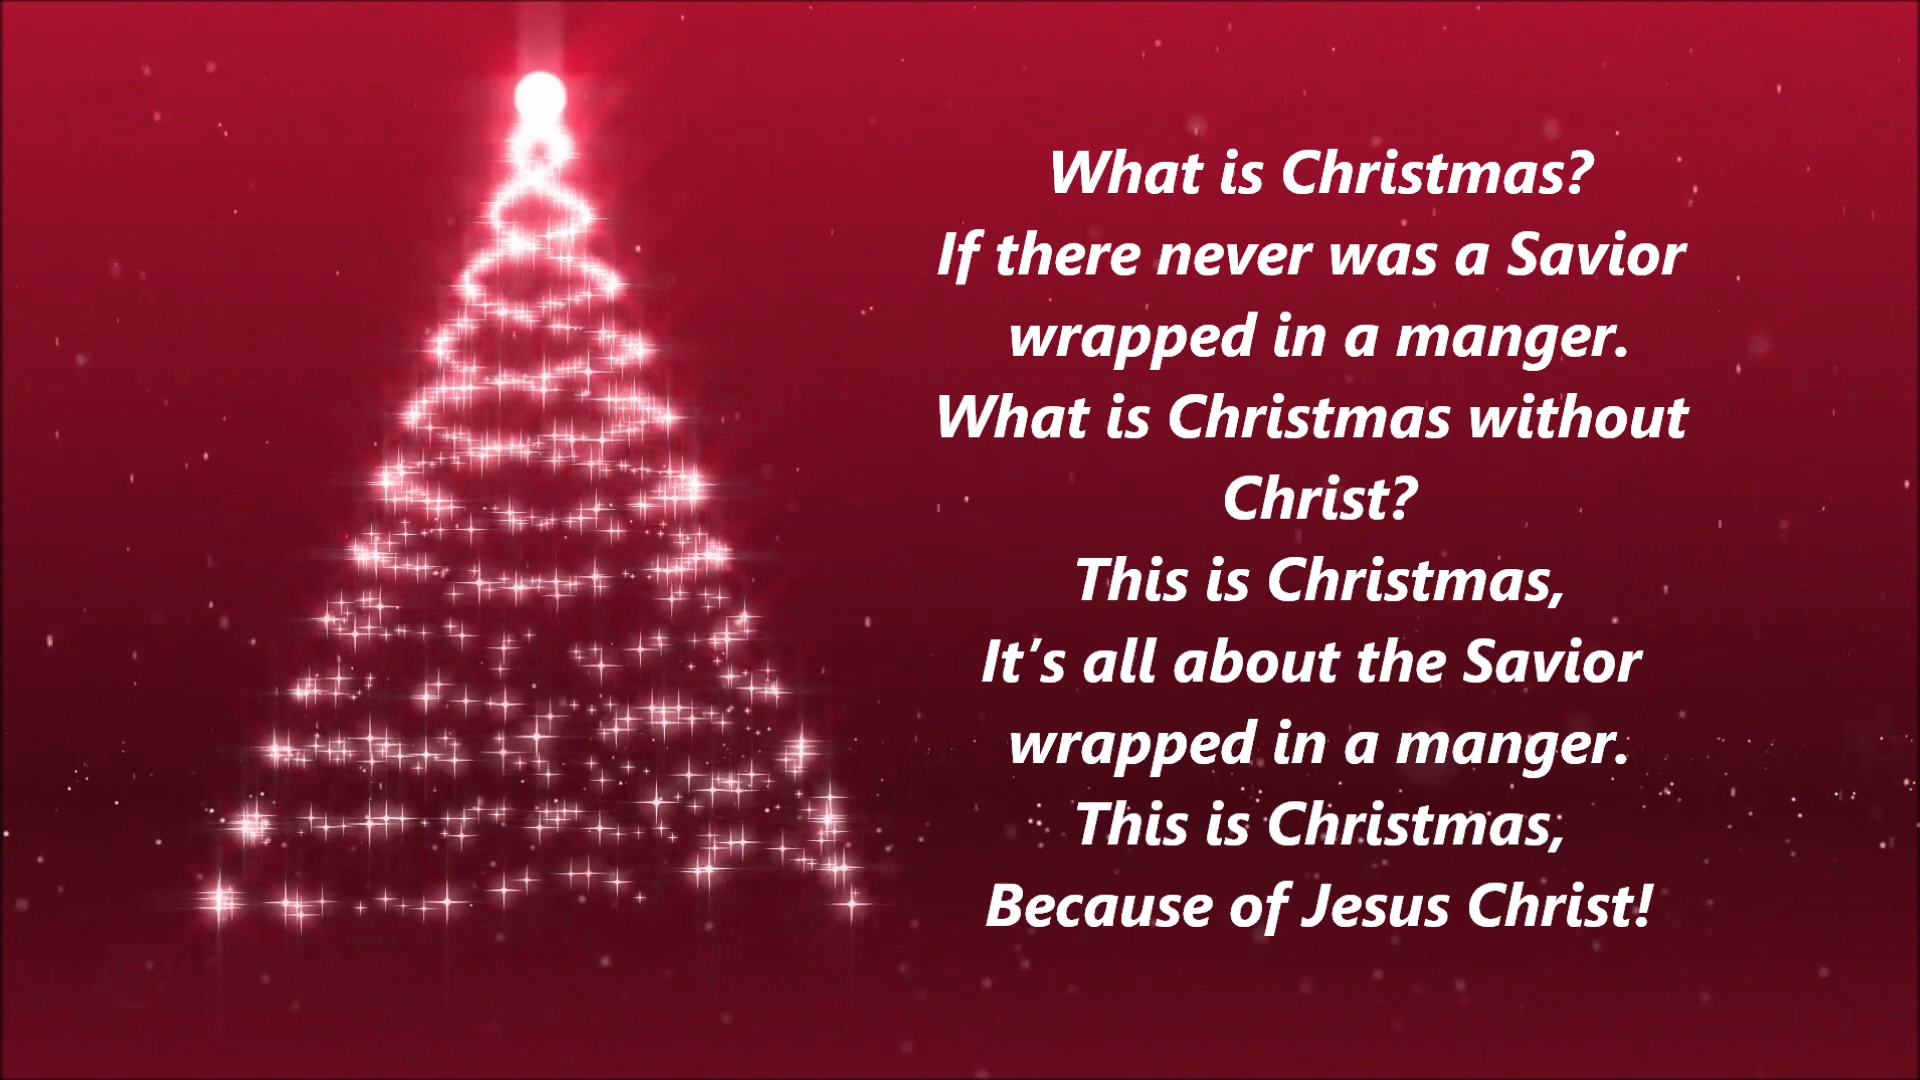 What is Christmas?
If there never was a Savior
wrapped in a manger.
What is Christmas without
Christ?
This is Christmas,
It's all about the Savior
wrapped in a manger.
This is Christmas,
Because of Jesus Christ!